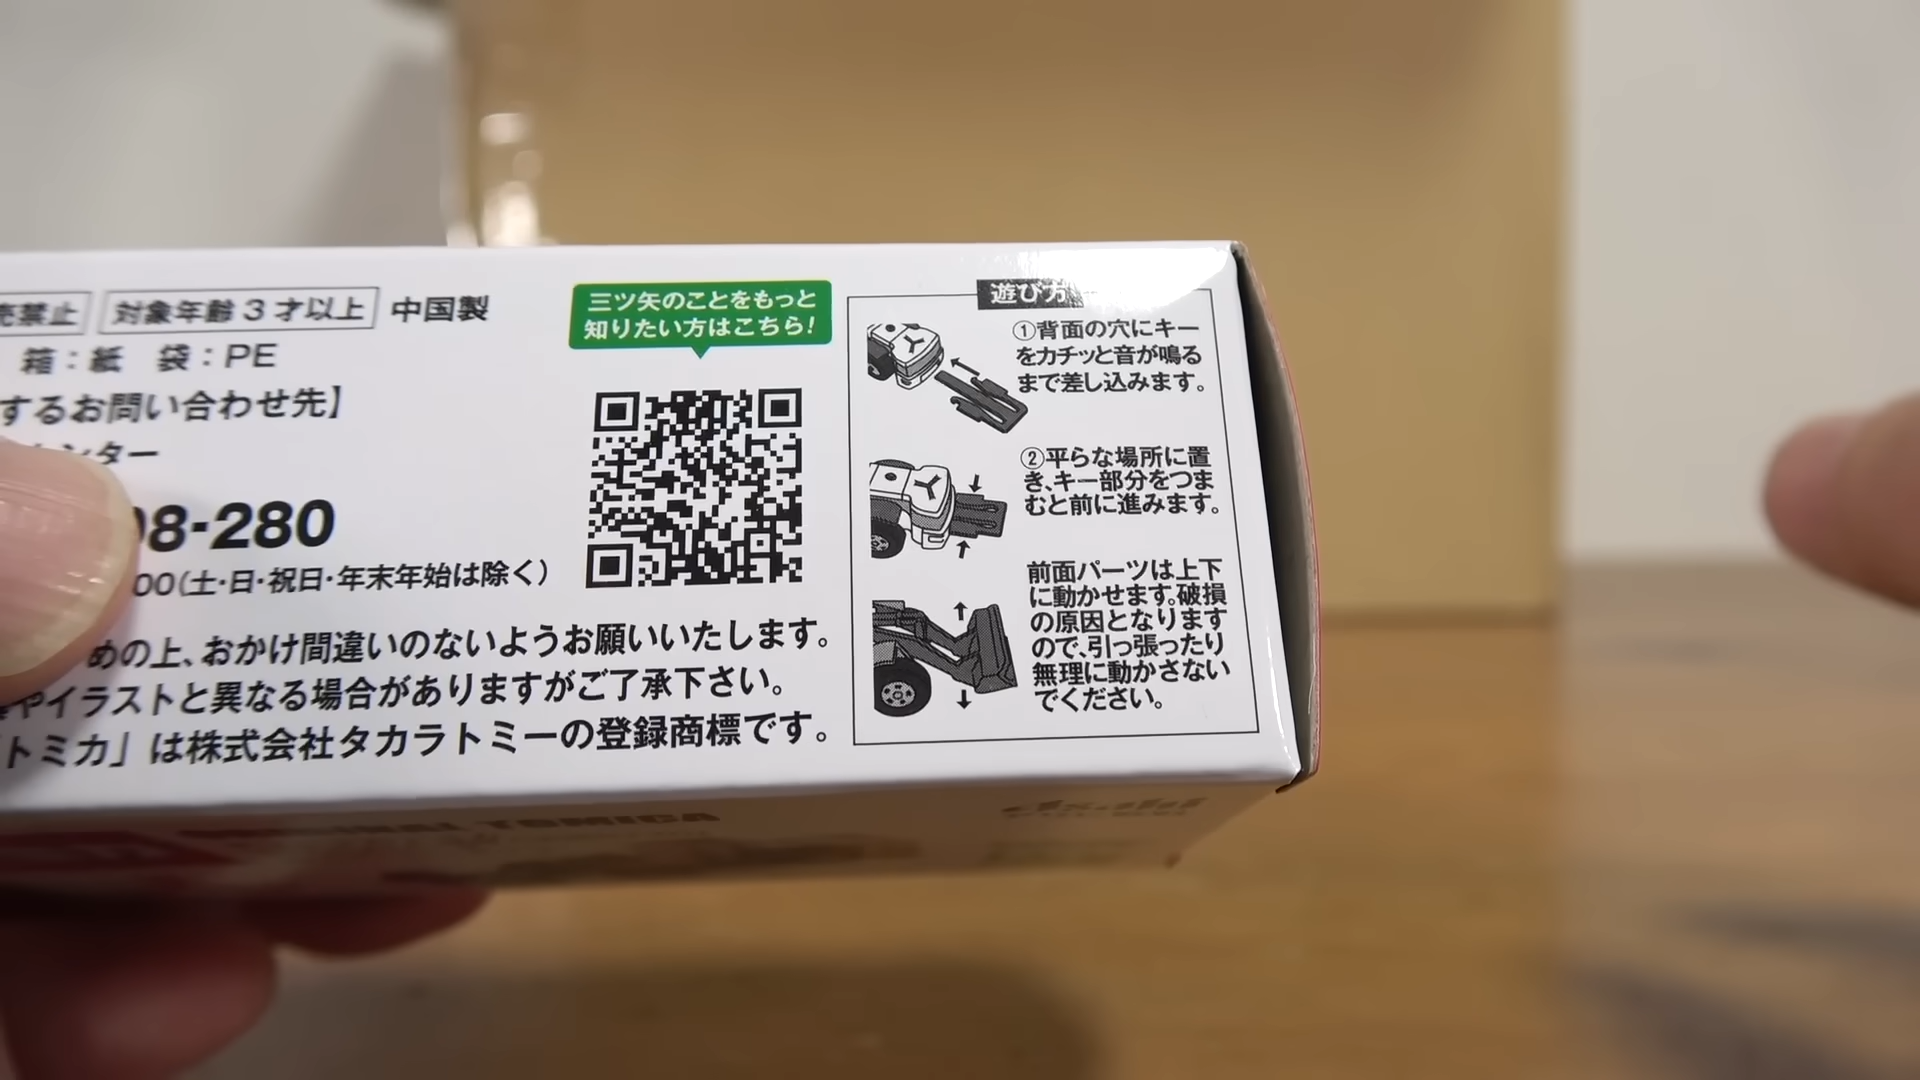 売禁止 対象年齢 3 才以上 中国製
箱：紙 袋：PE
するお問い合わせ先】
ンター
08-280
00(土・日・祝日・年末年始は除く)
めの上、おかけ間違いのないようお願いいたします。
やイラストと異なる場合がありますがご了承下さい。
トミカ」は株式会社タカラトミーの登録商標です。
三ツ矢のことをもっと
知りたい方はこちら!
遊び方
①背面の穴にキー
をカチッと音が鳴る
まで差し込みます。
②平らな場所に置
き、キー部分をつま
むと前に進みます。
前面パーツは上下
に動かせます。破損
の原因となります
ので、引っ張ったり
無理に動かさない
でください。
ORIGINAL TOMICA